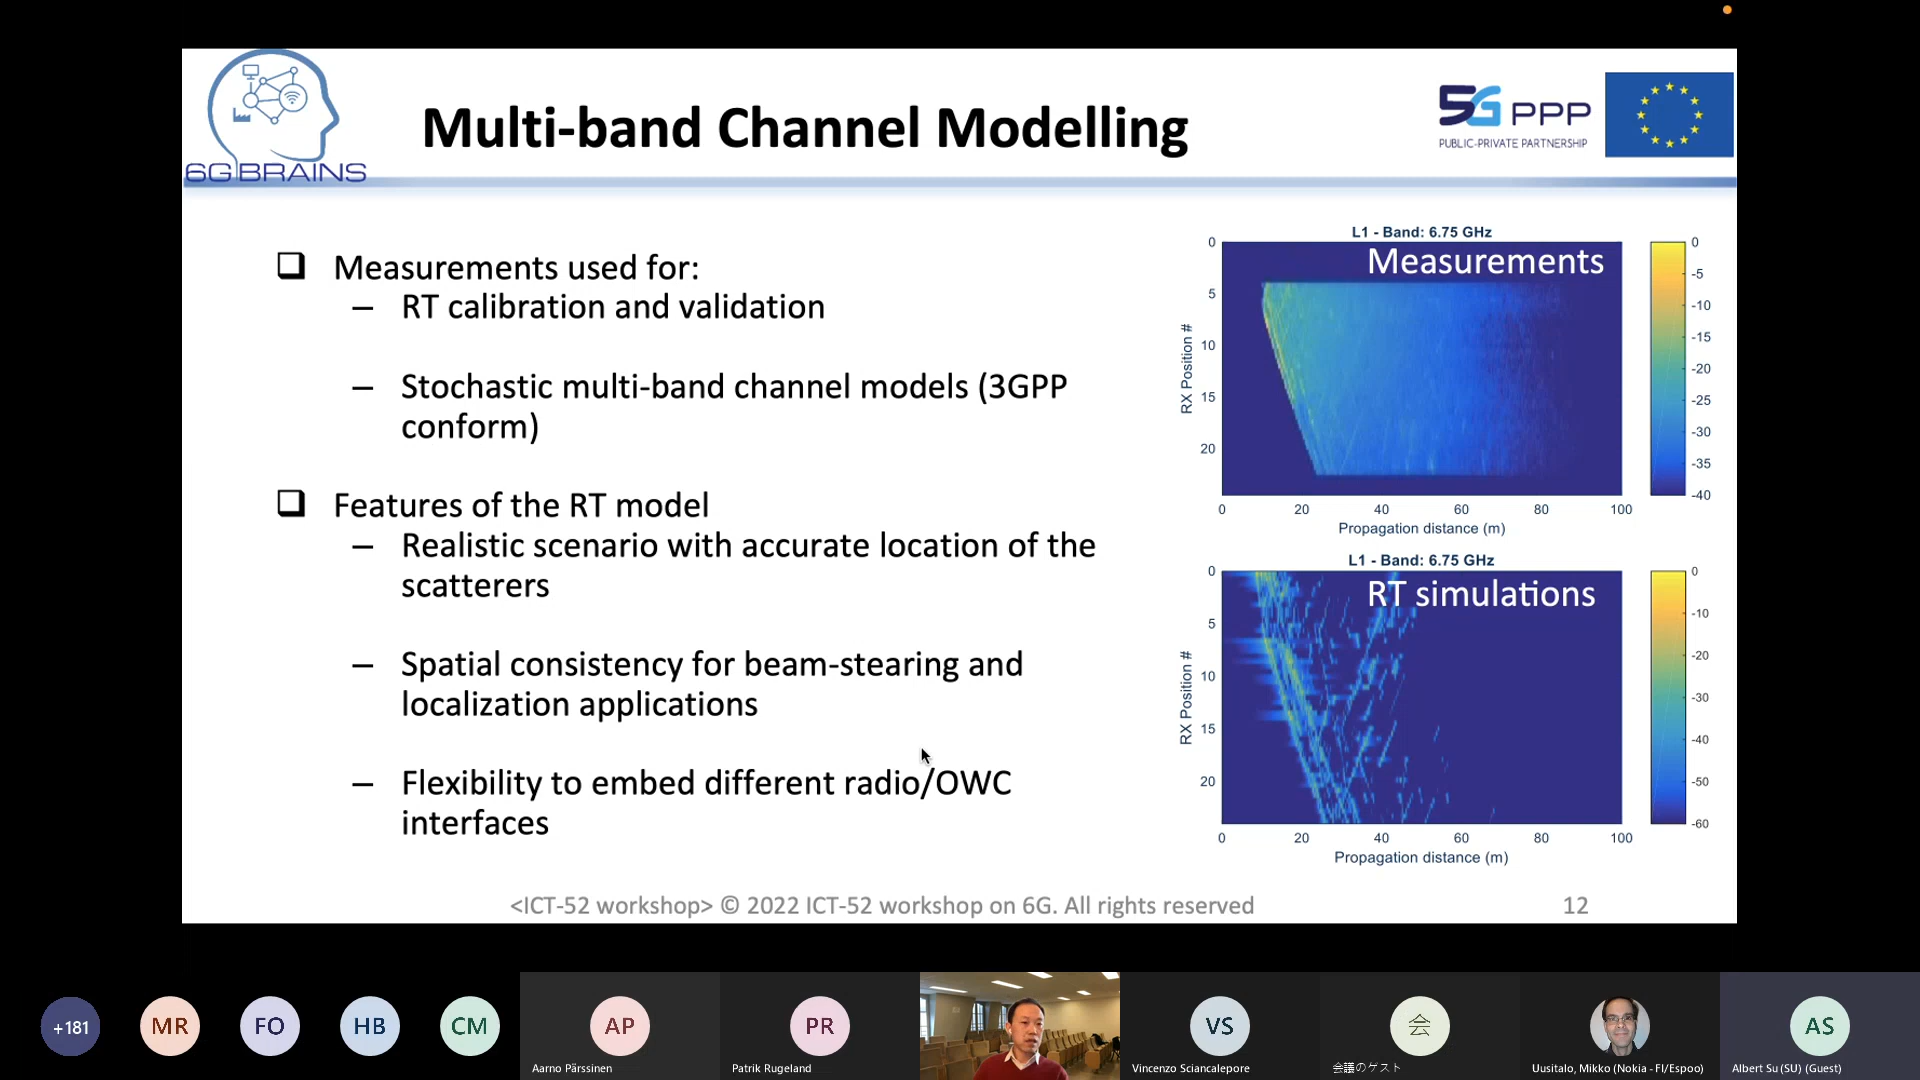 6G BRAINS
Multi-band Channel Modelling
5G PPP
PUBLIC-PRIVATE PARTNERSHIP
Measurements used for:
– RT calibration and validation
– Stochastic multi-band channel models (3GPP
conform)
Features of the RT model
– Realistic scenario with accurate location of the
scatterers
– Spatial consistency for beam-stearing and
localization applications
– Flexibility to embed different radio/OWC
interfaces
L1 - Band: 6.75 GHz
Measurements
RX Position #
0
5
10
15
20
0 20 40 60 80 100
Propagation distance (m)
0
-5
-10
-15
-20
-25
-30
-35
-40
L1 - Band: 6.75 GHz
RT simulations
RX Position #
0
5
10
15
20
0 20 40 60 80 100
Propagation distance (m)
0
-10
-20
-30
-40
-50
-60
<ICT-52 workshop> © 2022 ICT-52 workshop on 6G. All rights reserved
12
+181
MR
FO
HB
CM
AP
Aarno Pärssinen
PR
Patrik Rugeland
VS
Vincenzo Sciancalepore
会
会議のゲスト
Uusitalo, Mikko (Nokia - FI/Espoo)
AS
Albert Su (SU) (Guest)